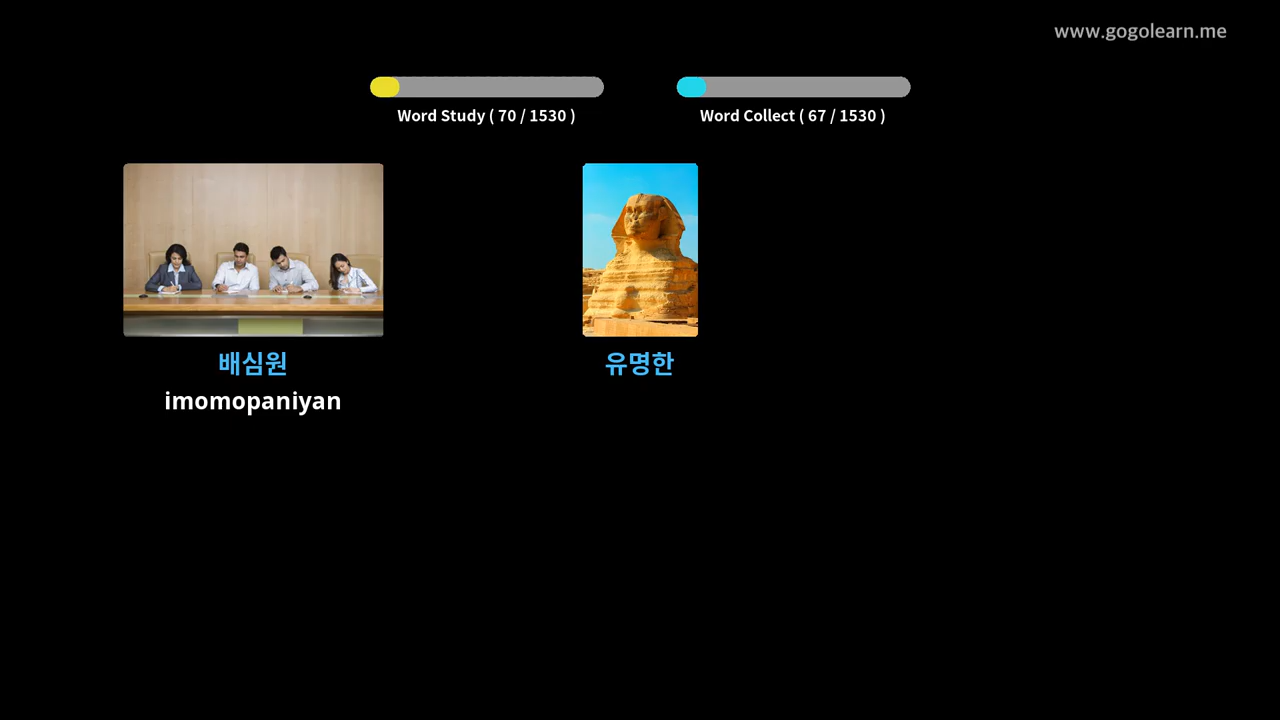 www.gogolearn.me
Word Study ( 70 / 1530 )
Word Collect ( 67 / 1530 )
배심원
imomopaniyan
유명한